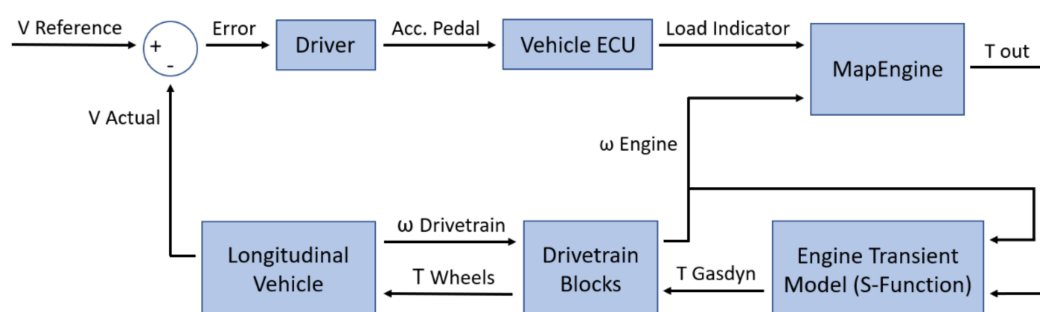 V Reference
+
-
Error
Driver
Acc. Pedal
Vehicle ECU
Load Indicator
MapEngine
T out
V Actual
ω Engine
Longitudinal
Vehicle
ω Drivetrain
T Wheels
Drivetrain
Blocks
T Gasdyn
Engine Transient
Model (S-Function)